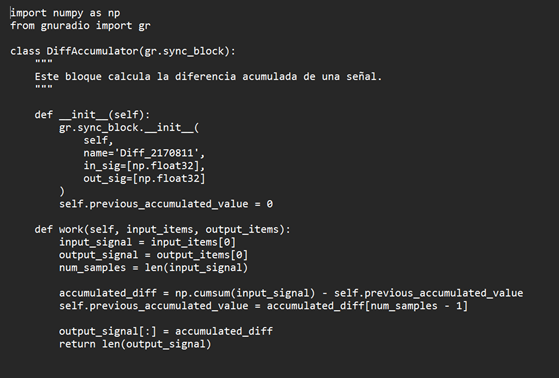 import numpy as np
from gnuradio import gr

class DiffAccumulator(gr.sync_block):
    """
    Este bloque calcula la diferencia acumulada de una señal.
    """

    def __init__(self):
        gr.sync_block.__init__(
            self,
            name='Diff_2170811',
            in_sig=[np.float32],
            out_sig=[np.float32]
        )
        self.previous_accumulated_value = 0

    def work(self, input_items, output_items):
        input_signal = input_items[0]
        output_signal = output_items[0]
        num_samples = len(input_signal)

        accumulated_diff = np.cumsum(input_signal) - self.previous_accumulated_value
        self.previous_accumulated_value = accumulated_diff[num_samples - 1]

        output_signal[:] = accumulated_diff
        return len(output_signal)